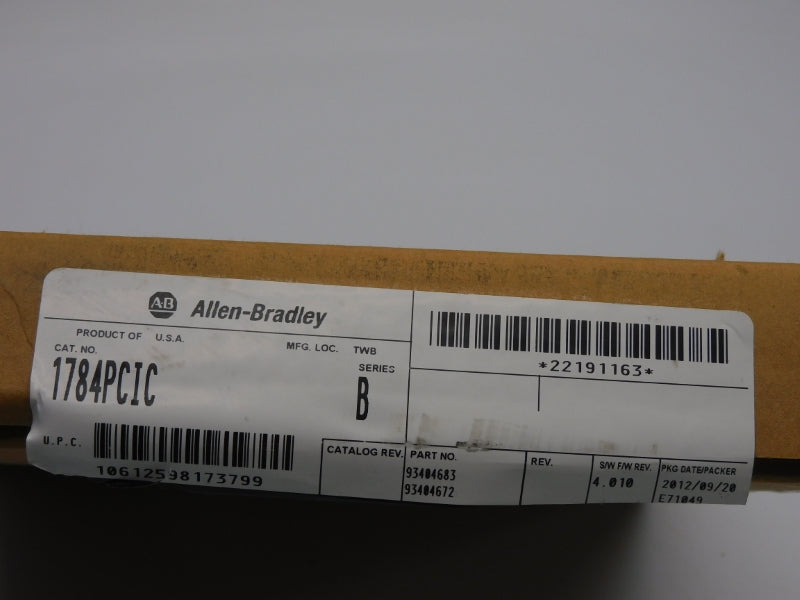 A-B Allen-Bradley
PRODUCT OF U.S.A.
MFG. LOC. TWB
CAT. NO.
SERIES
1784PCIC
B
*22191163*
U.P.C.
10612598173799
CATALOG REV.
PART NO.
93404683
93404672
REV.
S/W F/W REV.
4.010
PKG DATE/PACKER
2012/09/20
E71049